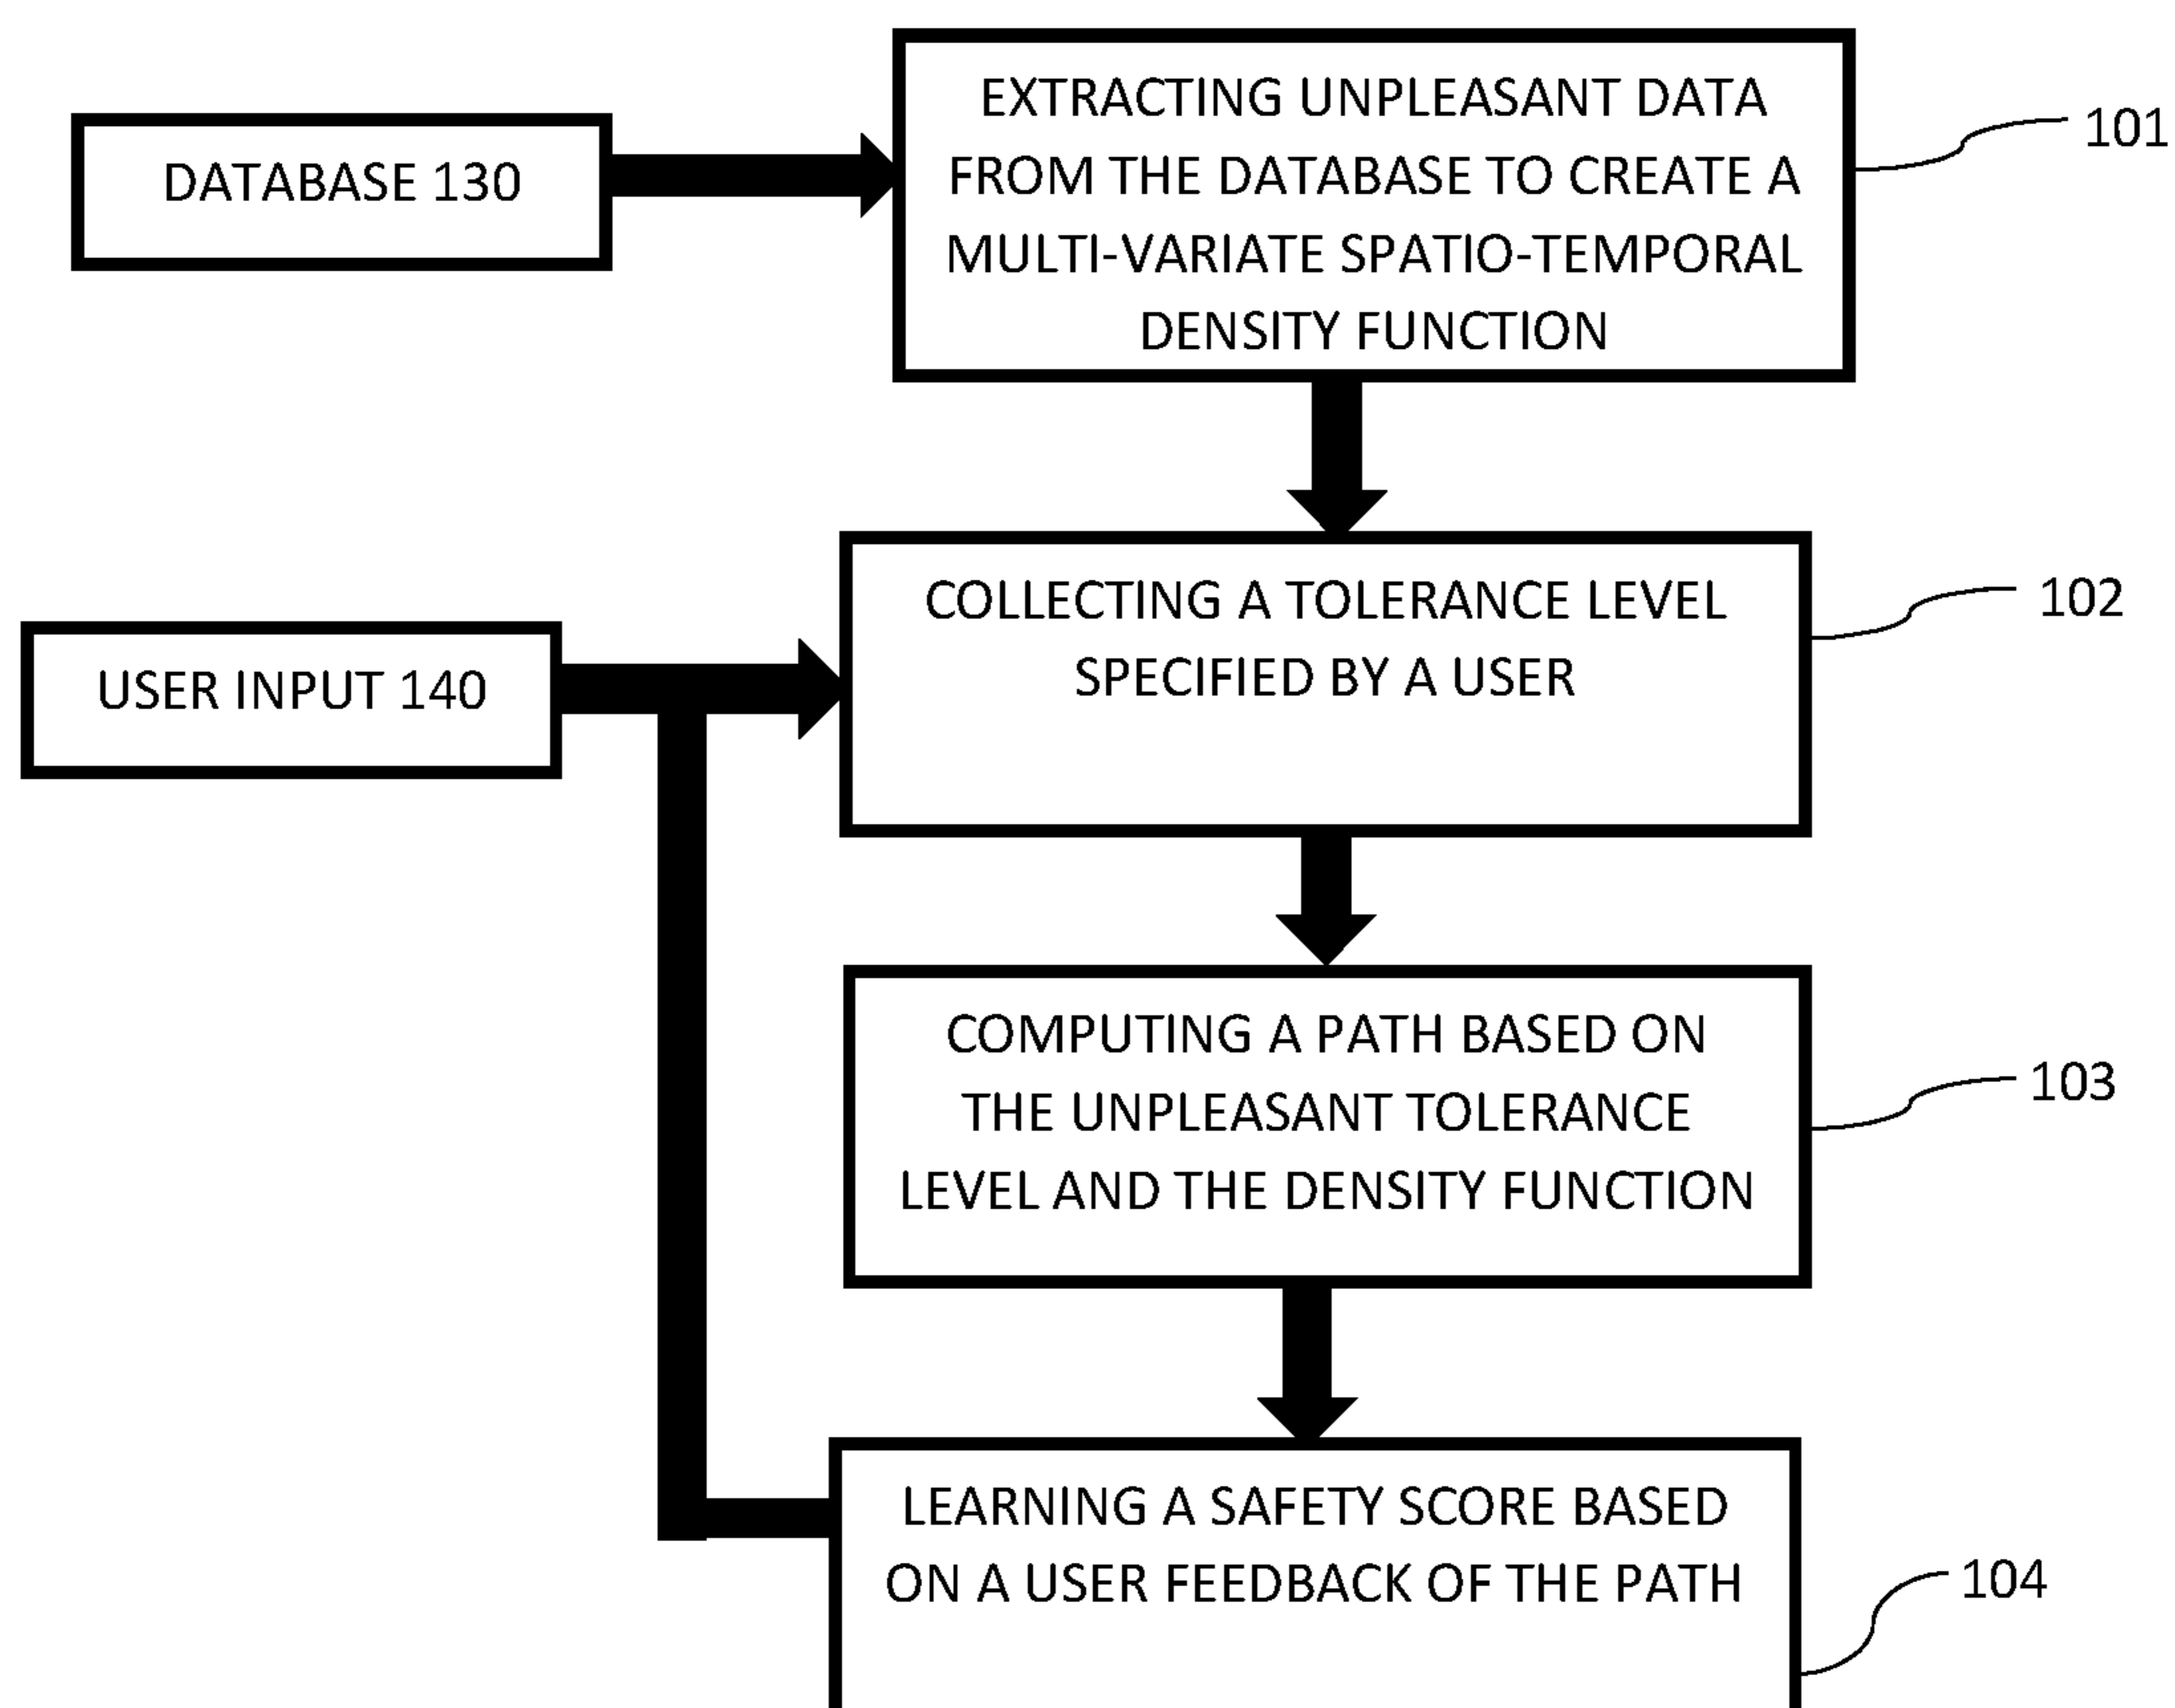 DATABASE 130
EXTRACTING UNPLEASANT DATA
FROM THE DATABASE TO CREATE A
MULTI-VARIATE SPATIO-TEMPORAL
DENSITY FUNCTION
101
USER INPUT 140
COLLECTING A TOLERANCE LEVEL
SPECIFIED BY A USER
102
COMPUTING A PATH BASED ON
THE UNPLEASANT TOLERANCE
LEVEL AND THE DENSITY FUNCTION
103
LEARNING A SAFETY SCORE BASED
ON A USER FEEDBACK OF THE PATH
104